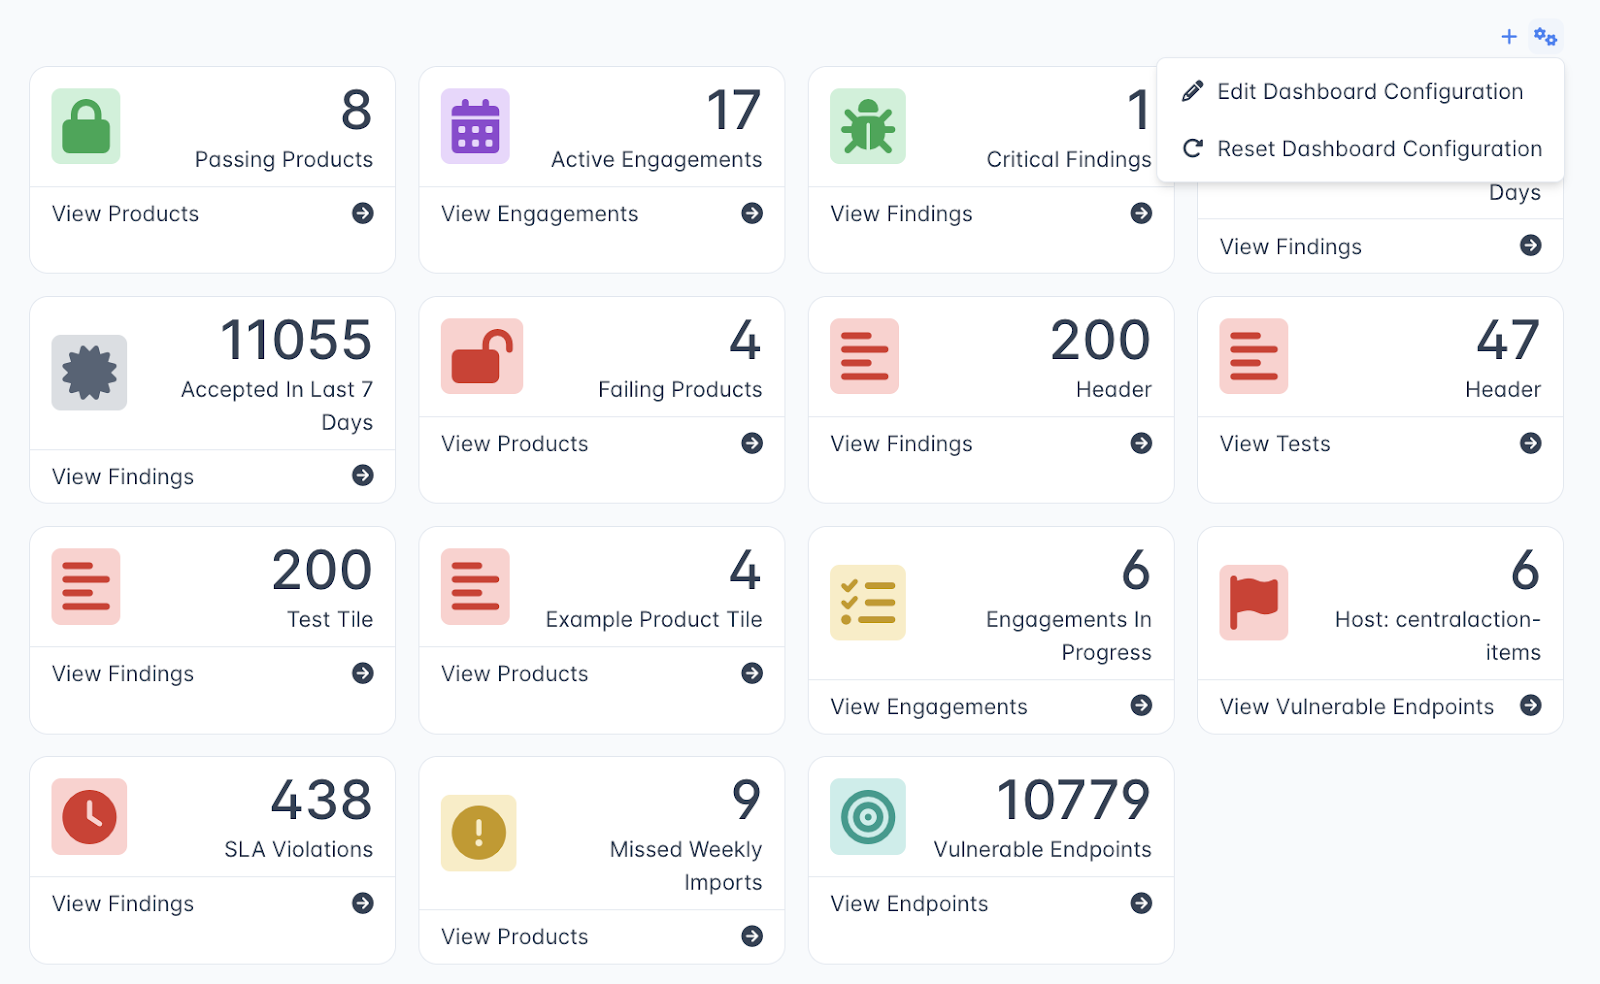 Edit Dashboard Configuration
Reset Dashboard Configuration
8
Passing Products
View Products
17
Active Engagements
View Engagements
1
Critical Findings
View Findings
Days
View Findings
11055
Accepted In Last 7
Days
View Findings
4
Failing Products
View Products
200
Header
View Findings
47
Header
View Tests
200
Test Tile
View Findings
4
Example Product Tile
View Products
6
Engagements In
Progress
View Engagements
6
Host: centralaction-
items
View Vulnerable Endpoints
438
SLA Violations
View Findings
9
Missed Weekly
Imports
View Products
10779
Vulnerable Endpoints
View Endpoints